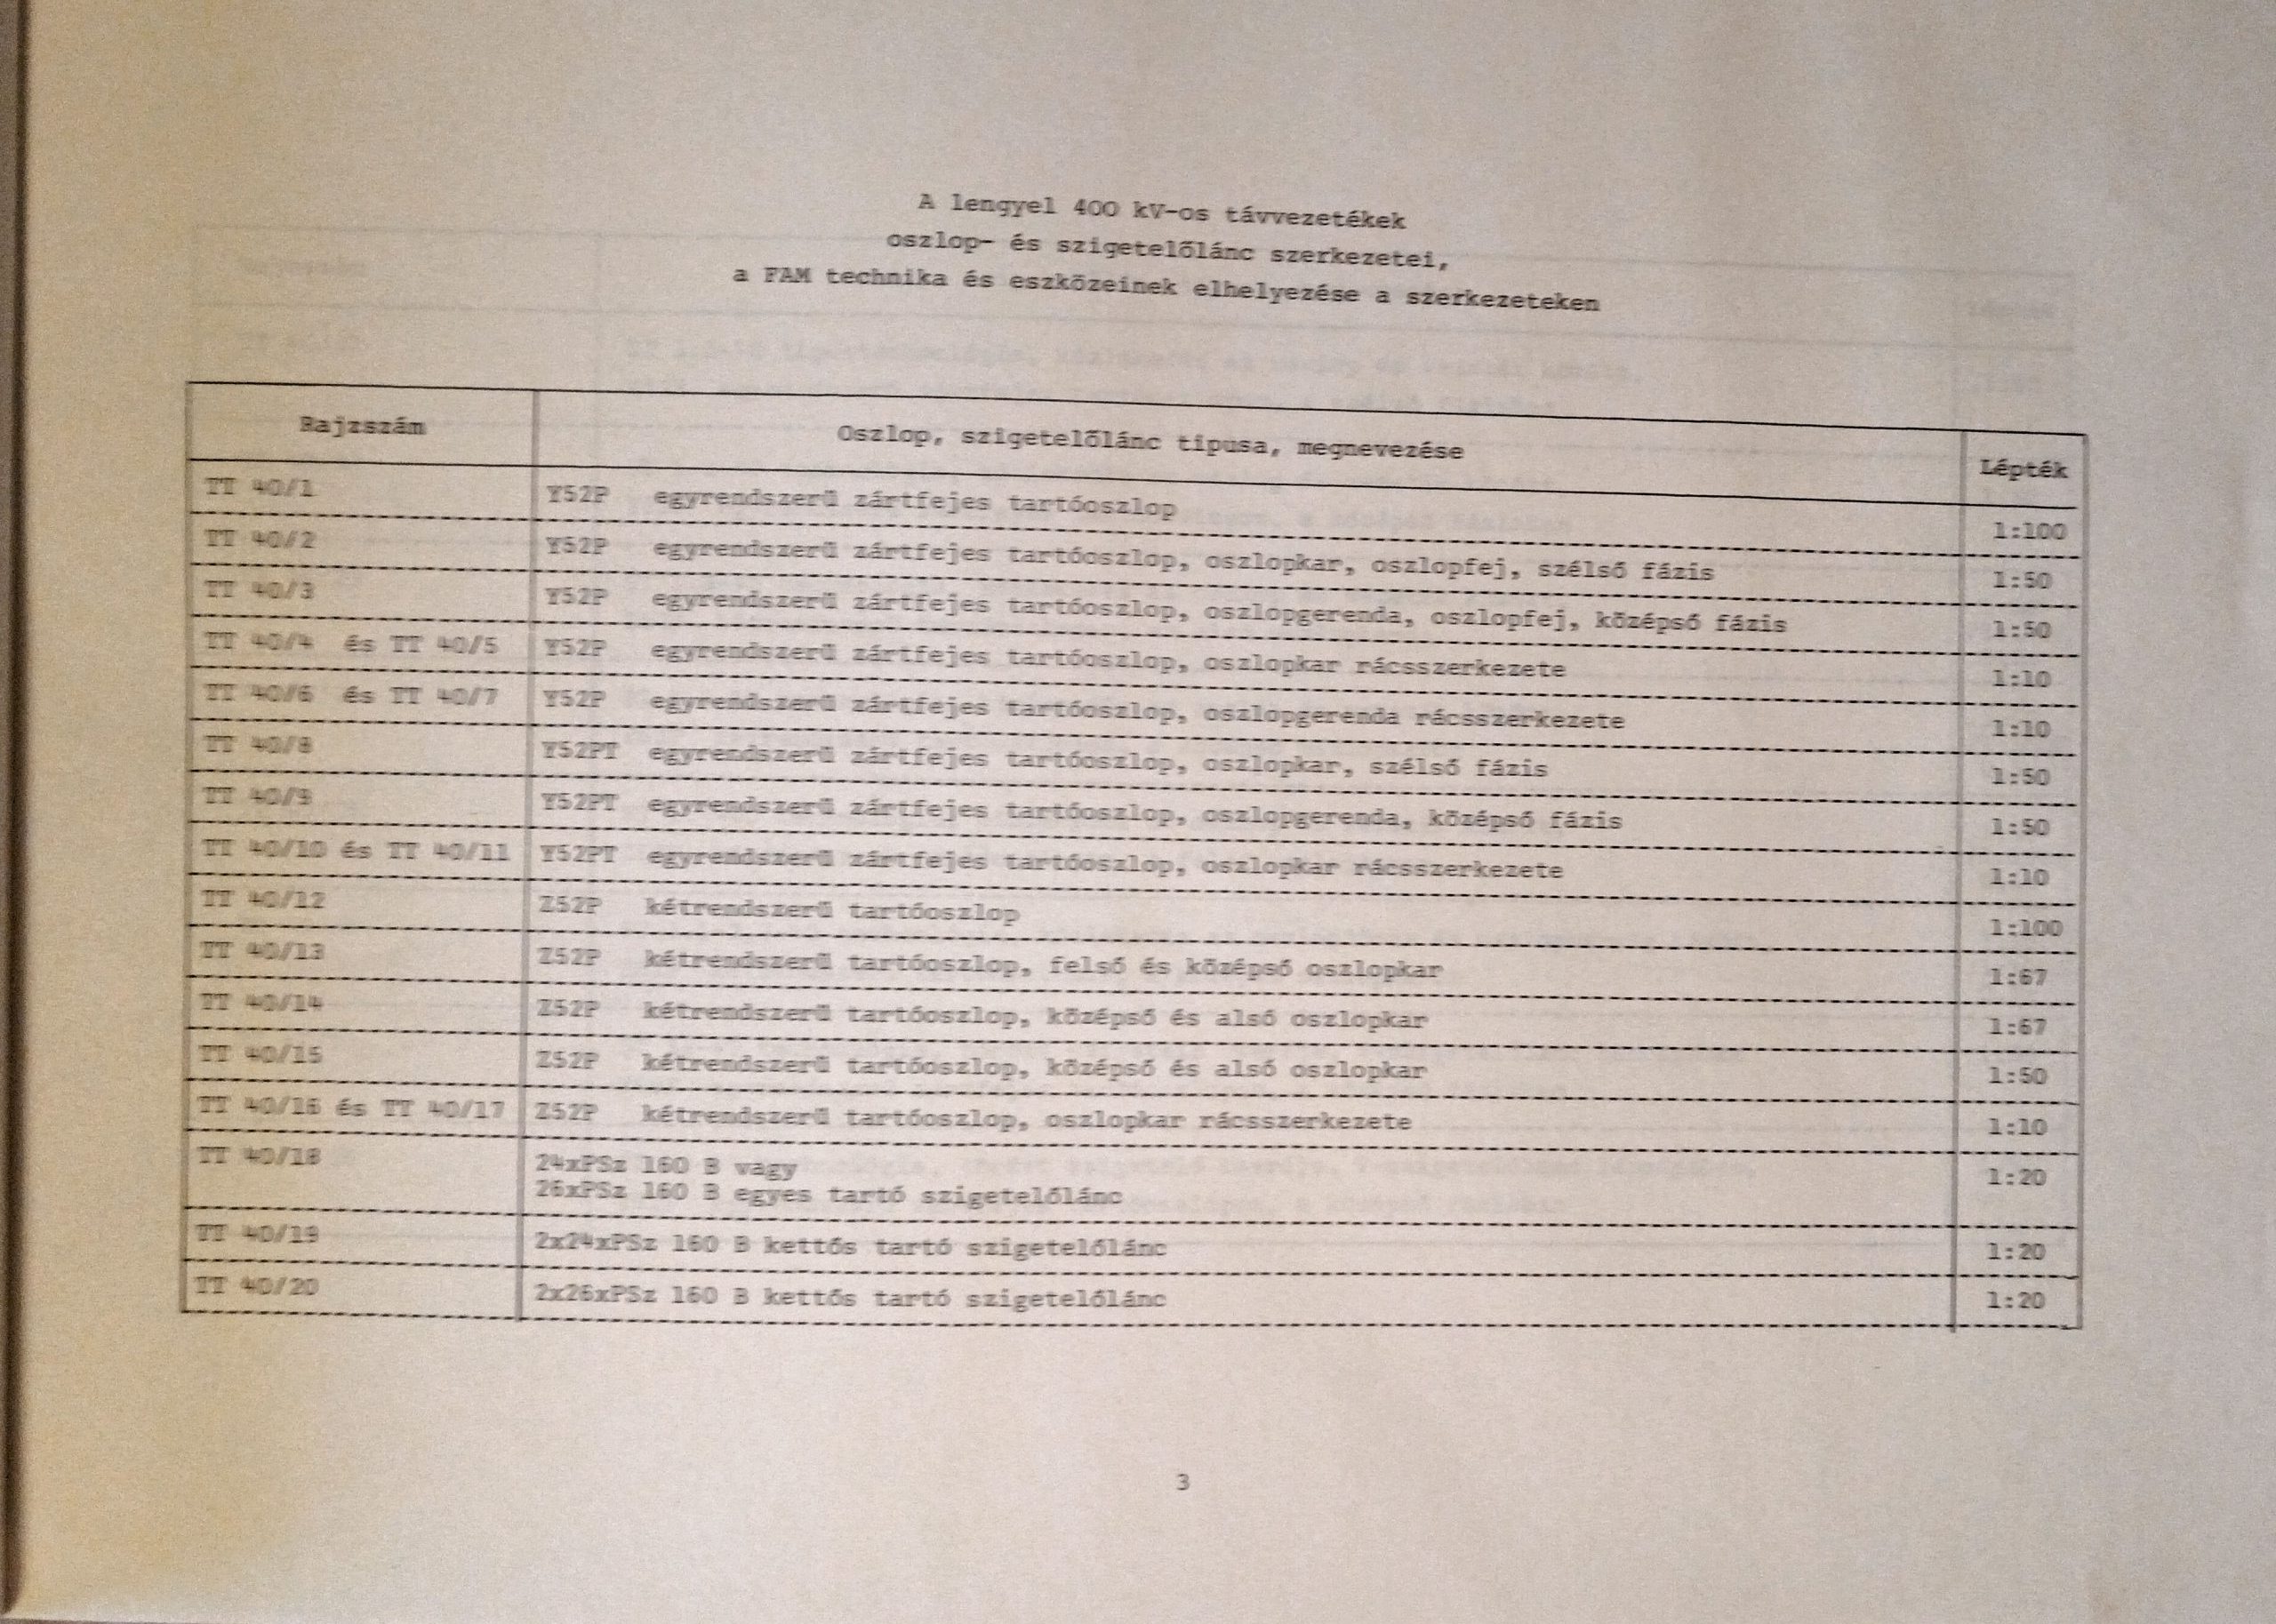 A lengyel 400 kV-os távvezetékek
oszlop- és szigetelőlánc szerkezetei,
a FAM technika és eszközeinek elhelyezése a szerkezeteken
Rajzszám Oszlop, szigetelőlánc tipusa, megnevezése Lépték
TT 40/1 Y52P egyrendszerű zártfejes tartóoszlop 1:100
TT 40/2 Y52P egyrendszerű zártfejes tartóoszlop, oszlopkar, oszlopfej, szélső fázis 1:50
TT 40/3 Y52P egyrendszerű zártfejes tartóoszlop, oszlopgerenda, oszlopfej, középső fázis 1:50
TT 40/4 és TT 40/5 Y52P egyrendszerű zártfejes tartóoszlop, oszlopkar rácsszerkezete 1:10
TT 40/6 és TT 40/7 Y52P egyrendszerű zártfejes tartóoszlop, oszlopgerenda rácsszerkezete 1:10
TT 40/8 Y52PT egyrendszerű zártfejes tartóoszlop, oszlopkar, szélső fázis 1:50
TT 40/9 Y52PT egyrendszerű zártfejes tartóoszlop, oszlopgerenda, középső fázis 1:50
TT 40/10 és TT 40/11 Y52PT egyrendszerű zártfejes tartóoszlop, oszlopkar rácsszerkezete 1:10
TT 40/12 Z52P kétrendszerű tartóoszlop 1:100
TT 40/13 Z52P kétrendszerű tartóoszlop, felső és középső oszlopkar 1:67
TT 40/14 Z52P kétrendszerű tartóoszlop, középső és alsó oszlopkar 1:67
TT 40/15 Z52P kétrendszerű tartóoszlop, középső és alsó oszlopkar 1:50
TT 40/16 és TT 40/17 Z52P kétrendszerű tartóoszlop, oszlopkar rácsszerkezete 1:10
TT 40/18 24xPSz 160 B vagy 1:20
26xPSz 160 B egyes tartó szigetelőlánc
TT 40/19 2x24xPSz 160 B kettős tartó szigetelőlánc 1:20
TT 40/20 2x26xPSz 160 B kettős tartó szigetelőlánc 1:20
3